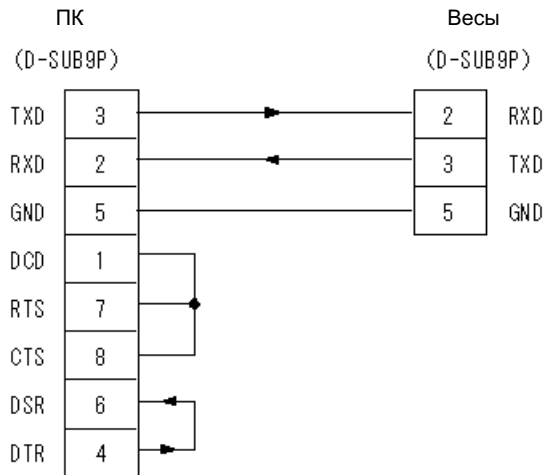 ПК Весы
(D-SUB9P) (D-SUB9P)
TXD 3 2 RXD
RXD 2 3 TXD
GND 5 5 GND
DCD 1
RTS 7
CTS 8
DSR 6
DTR 4